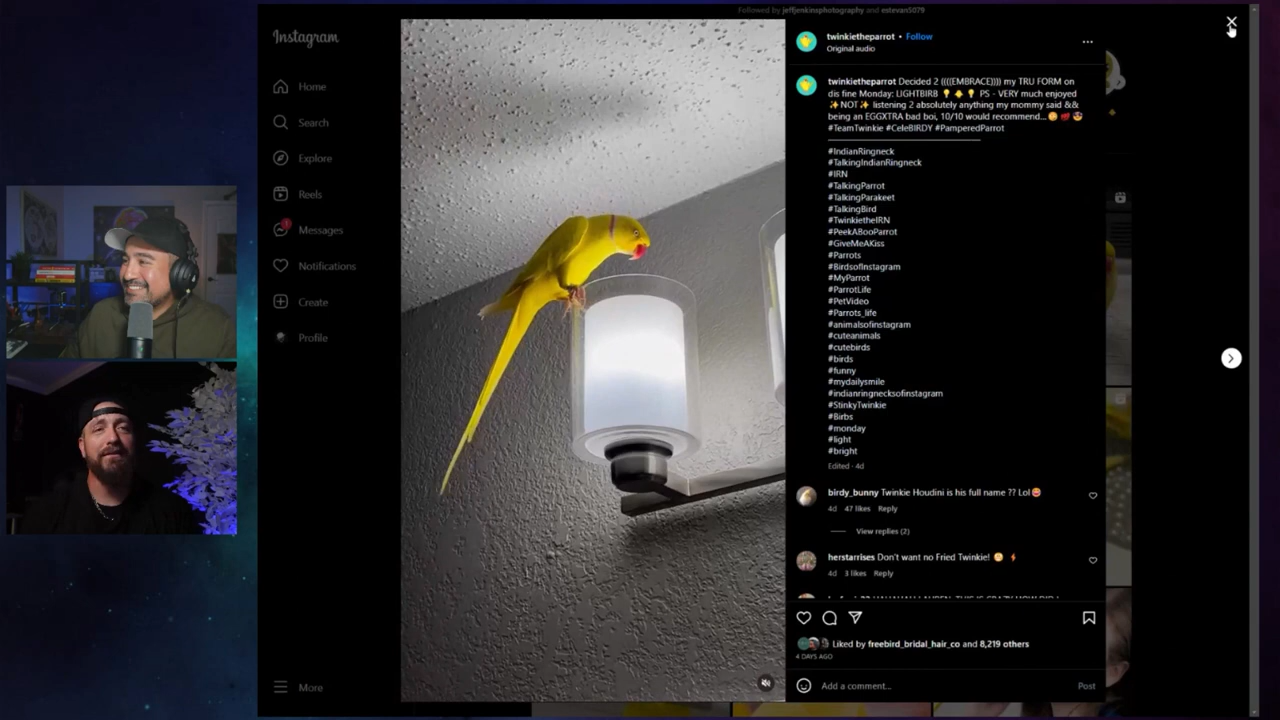 Followed by jeffjenkinsphotography and estevan5079
Instagram
Home
Search
Explore
Reels
Messages
Notifications
Create
Profile
More
twinkietheparrot • Follow
Original audio
twinkietheparrot Decided 2 ((((EMBRACE)))) my TRU FORM on
dis fine Monday: LIGHTBIRB 💡 🐥 💡 PS - VERY much enjoyed
✨NOT✨ listening 2 absolutely anything my mommy said &&
being an EGGXTRA bad boi, 10/10 would recommend...
#TeamTwinkie #CeleBIRDY #PamperedParrot
#IndianRingneck
#TalkingIndianRingneck
#IRN
#TalkingParrot
#TalkingParakeet
#TalkingBird
#TwinkietheIRN
#PeekABooParrot
#GiveMeAKiss
#Parrots
#BirdsofInstagram
#MyParrot
#ParrotLife
#PetVideo
#Parrots_life
#animalsofinstagram
#cuteanimals
#cutebirds
#birds
#funny
#mydailysmile
#indianringnecksofinstagram
#StinkyTwinkie
#Birbs
#monday
#light
#bright
Edited · 4d
birdy_bunny Twinkie Houdini is his full name ?? Lol
4d 47 likes Reply
View replies (2)
herstarrises Don't want no Fried Twinkie!
4d 3 likes Reply
Liked by freebird_bridal_hair_co and 8,219 others
4 DAYS AGO
Add a comment...
Post